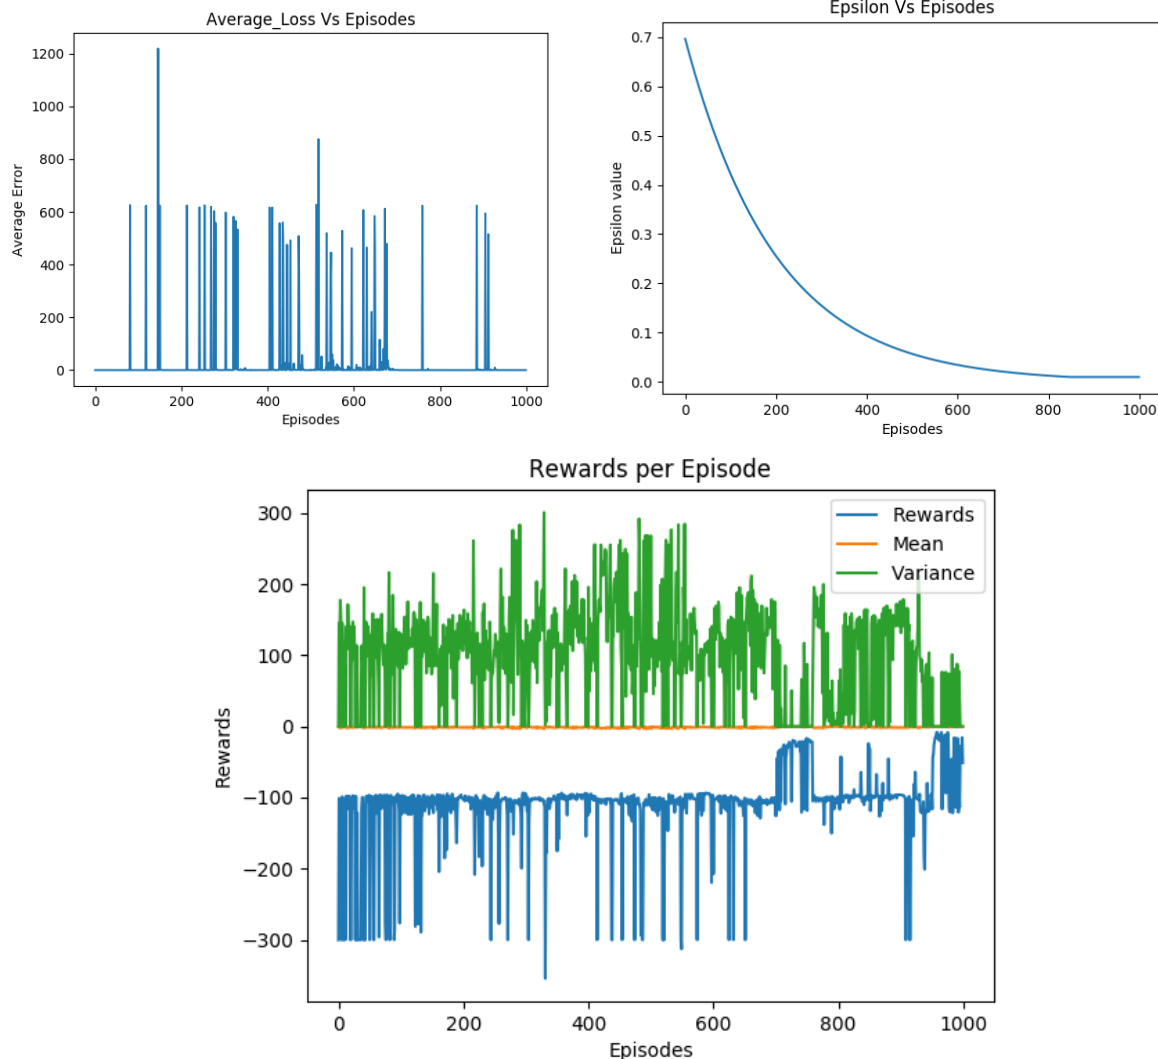 Average_Loss Vs Episodes
1200
1000
800
600
400
200
0
Average Error
0 200 400 600 800 1000
Episodes
Epsilon Vs Episodes
0.7
0.6
0.5
0.4
0.3
0.2
0.1
0.0
Epsilon value
0 200 400 600 800 1000
Episodes
Rewards per Episode
300
200
100
0
−100
−200
−300
Rewards
Rewards
Mean
Variance
0 200 400 600 800 1000
Episodes